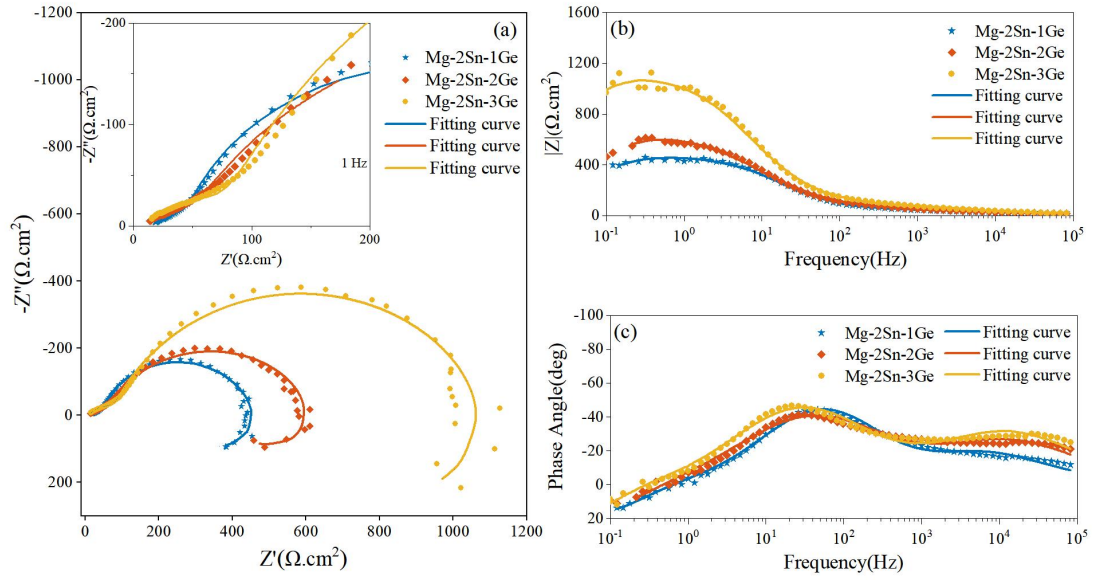 (a)
-1200
-1000
-800
-600
-400
-200
0
200
-Z''(Ω.cm²)
0 200 400 600 800 1000 1200
Z'(Ω.cm²)
-200
-100
0
-Z''(Ω.cm²)
0 100 200
Z'(Ω.cm²)
1 Hz
Mg-2Sn-1Ge
Mg-2Sn-2Ge
Mg-2Sn-3Ge
Fitting curve
Fitting curve
Fitting curve
(b)
1600
1200
800
400
0
|Z|(Ω.cm²)
10⁻¹ 10⁰ 10¹ 10² 10³ 10⁴ 10⁵
Frequency(Hz)
Mg-2Sn-1Ge
Mg-2Sn-2Ge
Mg-2Sn-3Ge
Fitting curve
Fitting curve
Fitting curve
(c)
-100
-80
-60
-40
-20
0
20
Phase Angle(deg)
10⁻¹ 10⁰ 10¹ 10² 10³ 10⁴ 10⁵
Frequency(Hz)
Mg-2Sn-1Ge Fitting curve
Mg-2Sn-2Ge Fitting curve
Mg-2Sn-3Ge Fitting curve